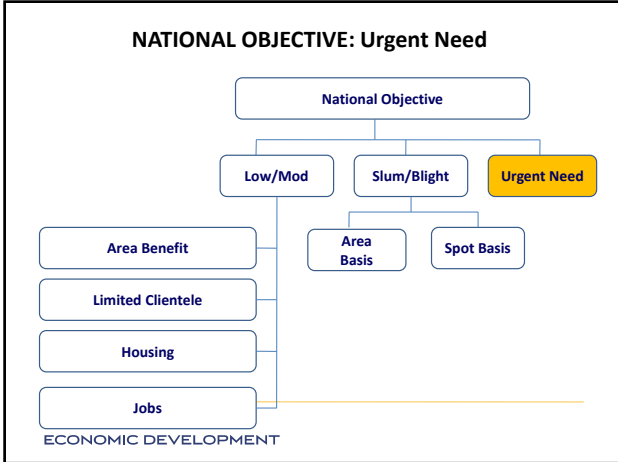 NATIONAL OBJECTIVE: Urgent Need
National Objective
Low/Mod
Slum/Blight
Urgent Need
Area Benefit
Area
Basis
Spot Basis
Limited Clientele
Housing
Jobs
ECONOMIC DEVELOPMENT